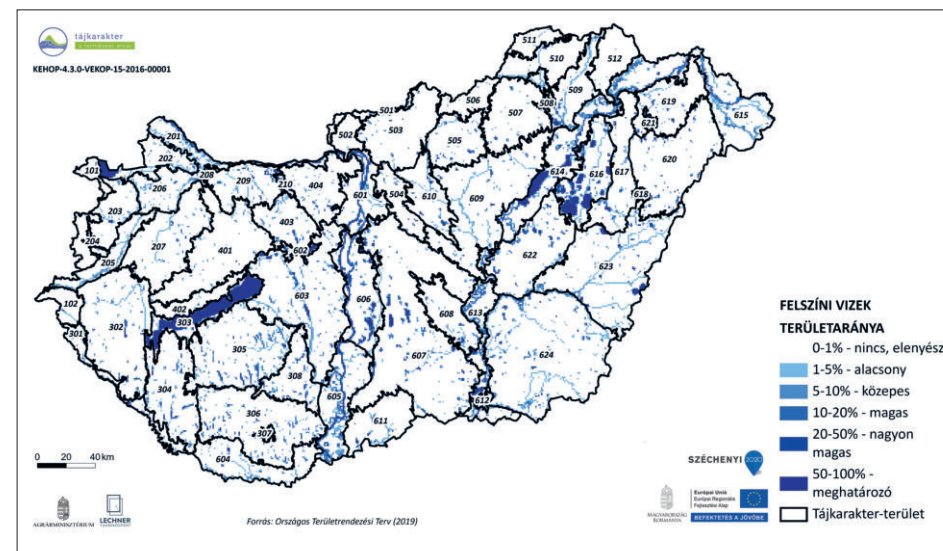 tájkarakter
a természet arcai
KEHOP-4.3.0-VEKOP-15-2016-00001
511
510
512
501
506
507
508
509
619
615
502
503
505
621
201
202
101
208
209
210
404
601
504
610
609
614
616
617
620
206
203
403
618
204
207
401
602
622
623
205
102
302
402
303
603
606
608
613
301
305
607
624
304
308
306
605
307
611
612
604
FELSZÍNI VIZEK
TERÜLETARÁNYA
0-1% - nincs, elenyész
1-5% - alacsony
5-10% - közepes
10-20% - magas
20-50% - nagyon
magas
50-100% -
meghatározó
Tájkarakter-terület
0 20 40 km
AGRÁRMINISZTÉRIUM
LECHNER
Forrás: Országos Területrendezési Terv (2019)
SZÉCHENYI 2020
MAGYARORSZÁG
KORMÁNYA
Európai Unió
Európai Regionális
Fejlesztési Alap
BEFEKTETÉS A JÖVŐBE